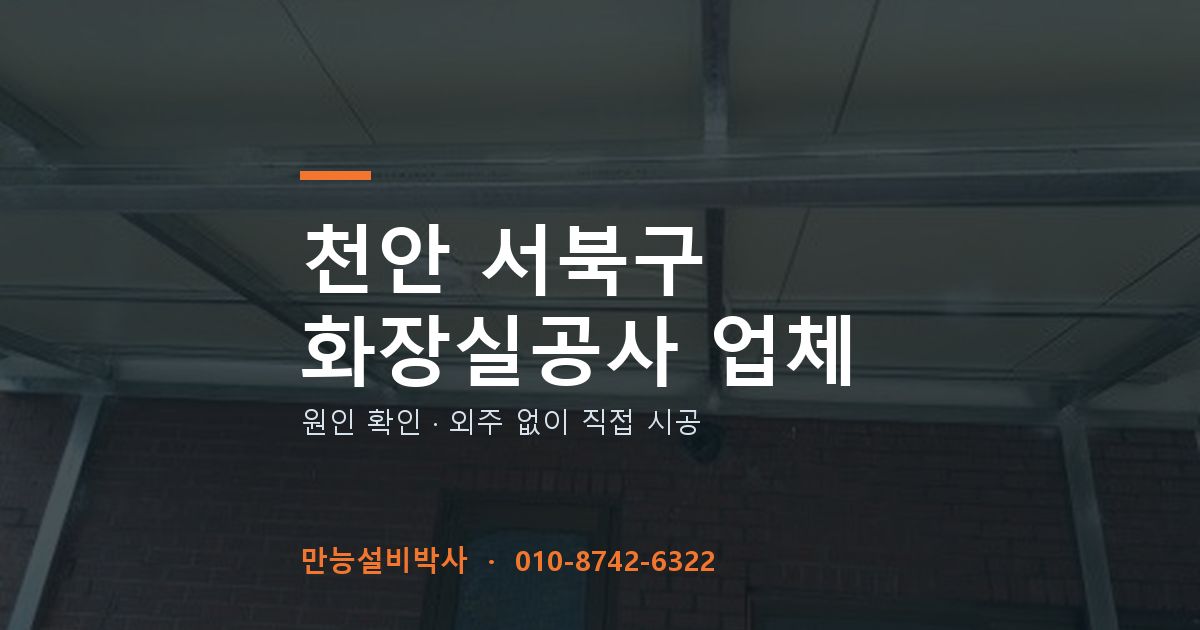 천안 서북구
화장실공사 업체
원인 확인 · 외주 없이 직접 시공
만능설비박사 · 010-8742-6322